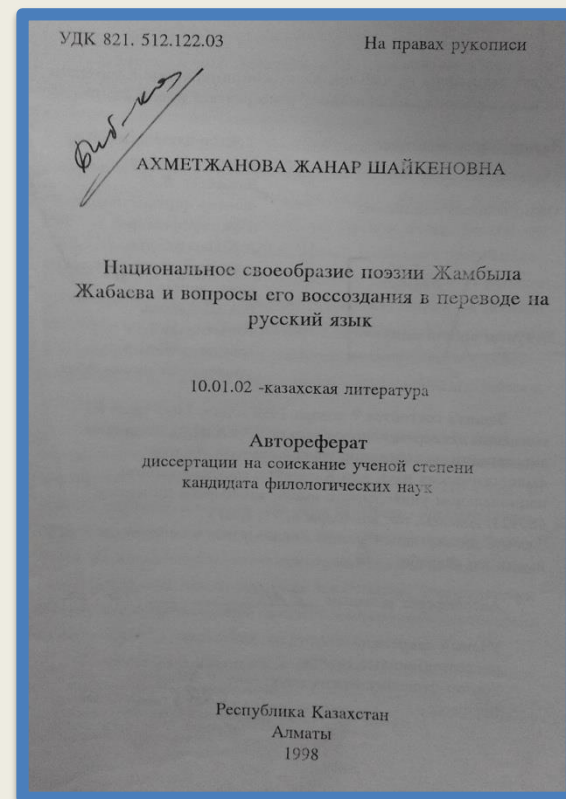 УДК 821. 512.122.03
На правах рукописи
АХМЕТЖАНОВА ЖАНАР ШАЙКЕНОВНА
Национальное своеобразие поэзии Жамбыла
Жабаева и вопросы его воссоздания в переводе на
русский язык
10.01.02 -казахская литература
Автореферат
диссертации на соискание ученой степени
кандидата филологических наук
Республика Казахстан
Алматы
1998